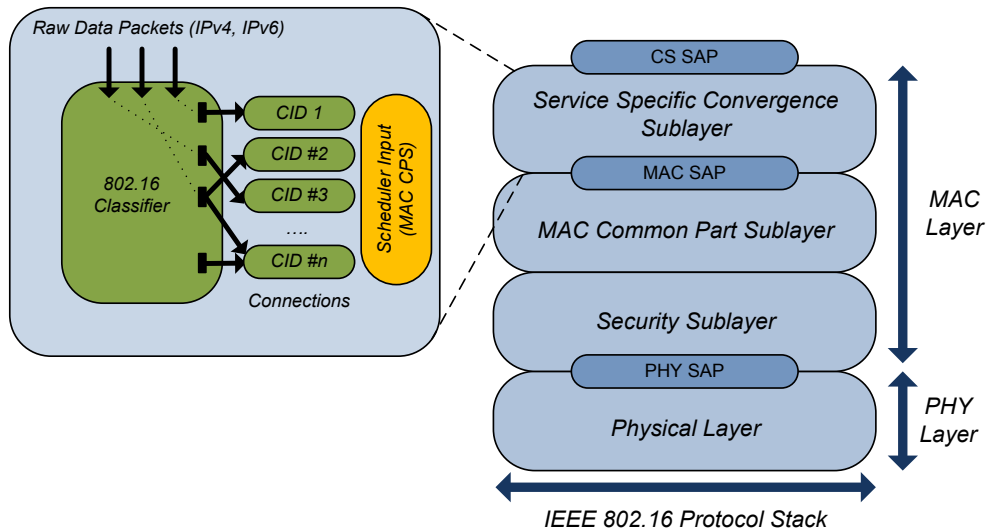 Raw Data Packets (IPv4, IPv6)
802.16
Classifier
CID 1
CID #2
CID #3
....
CID #n
Connections
Scheduler Input
(MAC CPS)
CS SAP
Service Specific Convergence
Sublayer
MAC SAP
MAC Common Part Sublayer
Security Sublayer
PHY SAP
Physical Layer
MAC
Layer
PHY
Layer
IEEE 802.16 Protocol Stack